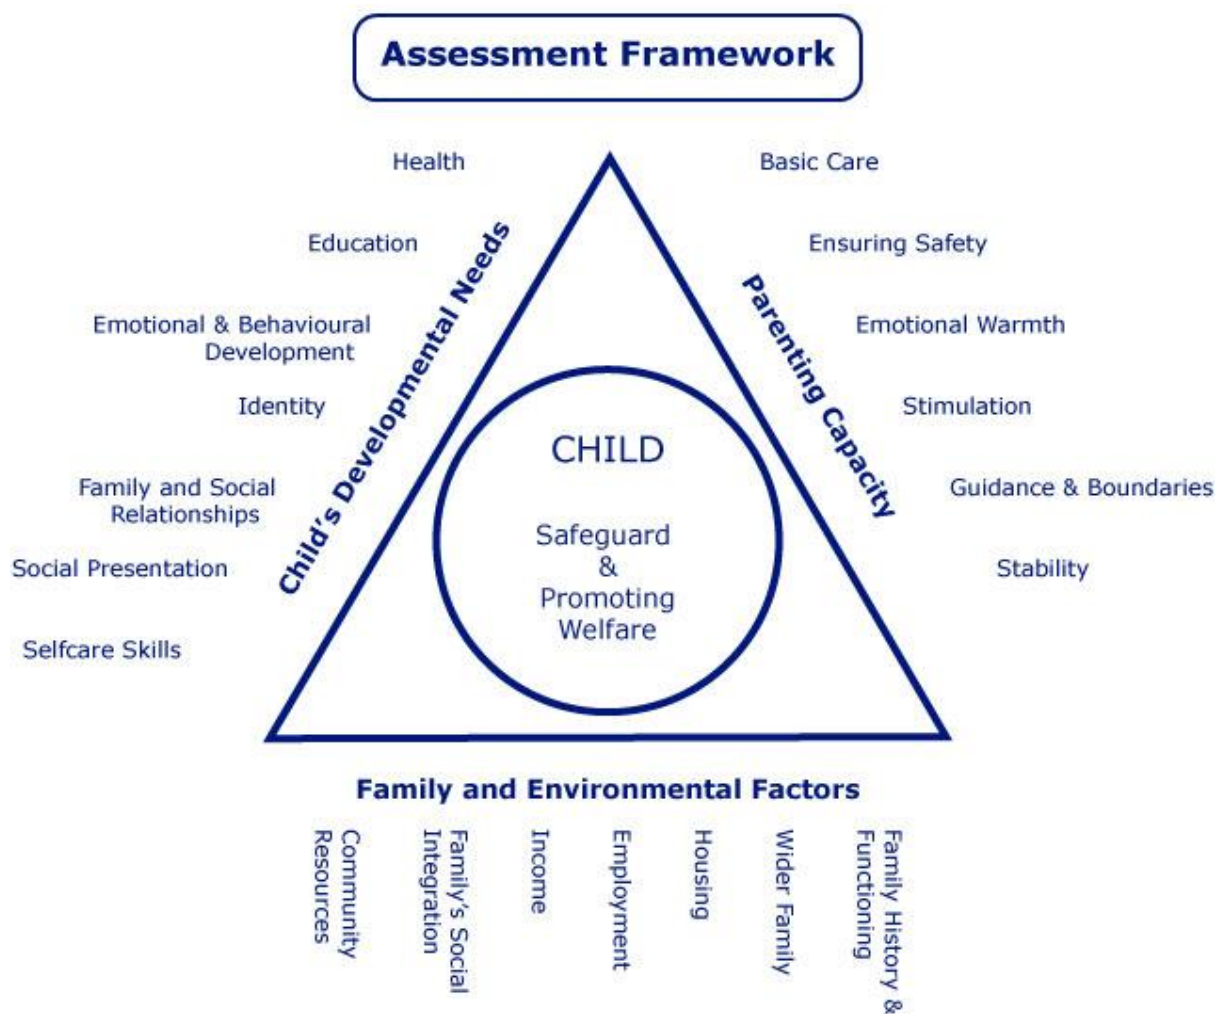 Assessment Framework
Health
Education
Emotional & Behavioural
Development
Identity
Family and Social
Relationships
Social Presentation
Selfcare Skills
Child's Developmental Needs
CHILD
Safeguard
&
Promoting
Welfare
Parenting Capacity
Basic Care
Ensuring Safety
Emotional Warmth
Stimulation
Guidance & Boundaries
Stability
Family and Environmental Factors
Community
Resources
Family's Social
Integration
Income
Employment
Housing
Wider Family
Family History &
Functioning